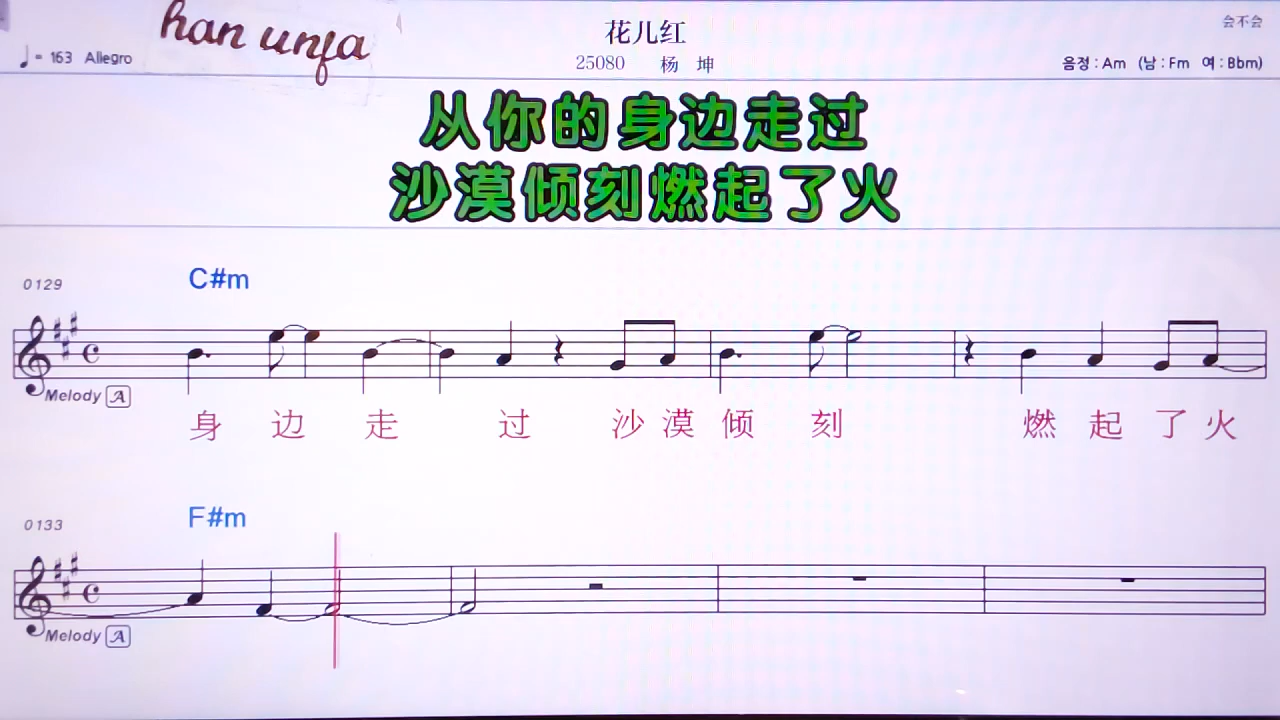 han unja
花儿红
会不会
♩= 163 Allegro
25080 杨 坤
음정 : Am (남 : Fm 여 : Bbm)
从你的身边走过
沙漠倾刻燃起了火
0129 C#m
Melody A
身 边 走 过 沙 漠 倾 刻 燃 起 了 火
0133 F#m
Melody A